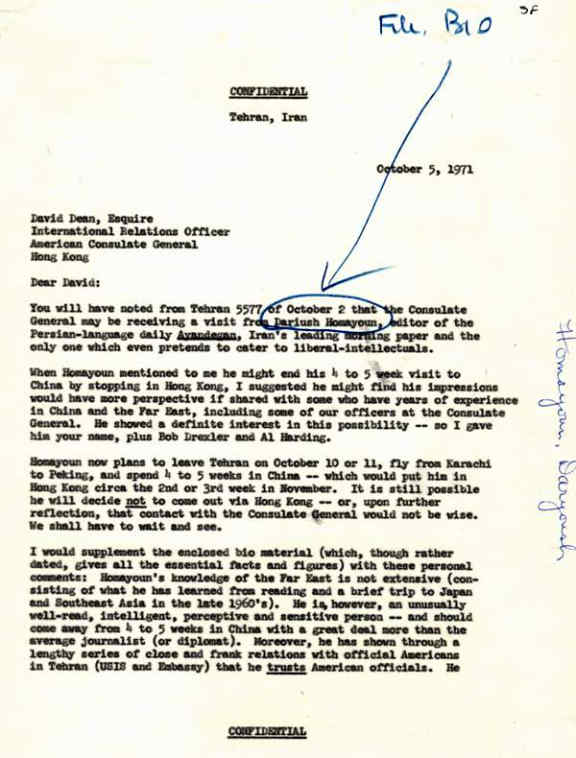 SF
File, BIO
CONFIDENTIAL
Tehran, Iran
October 5, 1971
David Dean, Esquire
International Relations Officer
American Consulate General
Hong Kong
Dear David:
You will have noted from Tehran 5577 of October 2 that the Consulate
General may be receiving a visit from Dariush Homayoun, editor of the
Persian-language daily Ayandegan, Iran's leading morning paper and the
only one which even pretends to cater to liberal-intellectuals.
When Homayoun mentioned to me he might end his 4 to 5 week visit to
China by stopping in Hong Kong, I suggested he might find his impressions
would have more perspective if shared with some who have years of experience
in China and the Far East, including some of our officers at the Consulate
General. He showed a definite interest in this possibility -- so I gave
him your name, plus Bob Drexler and Al Harding.
Homayoun now plans to leave Tehran on October 10 or 11, fly from Karachi
to Peking, and spend 4 to 5 weeks in China -- which would put him in
Hong Kong circa the 2nd or 3rd week in November. It is still possible
he will decide not to come out via Hong Kong -- or, upon further
reflection, that contact with the Consulate General would not be wise.
We shall have to wait and see.
I would supplement the enclosed bio material (which, though rather
dated, gives all the essential facts and figures) with these personal
comments: Homayoun's knowledge of the Far East is not extensive (con-
sisting of what he has learned from reading and a brief trip to Japan
and Southeast Asia in the late 1960's). He is, however, an unusually
well-read, intelligent, perceptive and sensitive person -- and should
come away from 4 to 5 weeks in China with a great deal more than the
average journalist (or diplomat). Moreover, he has shown through a
lengthy series of close and frank relations with official Americans
in Tehran (USIS and Embassy) that he trusts American officials. He
CONFIDENTIAL
Homayoun, Daryoush